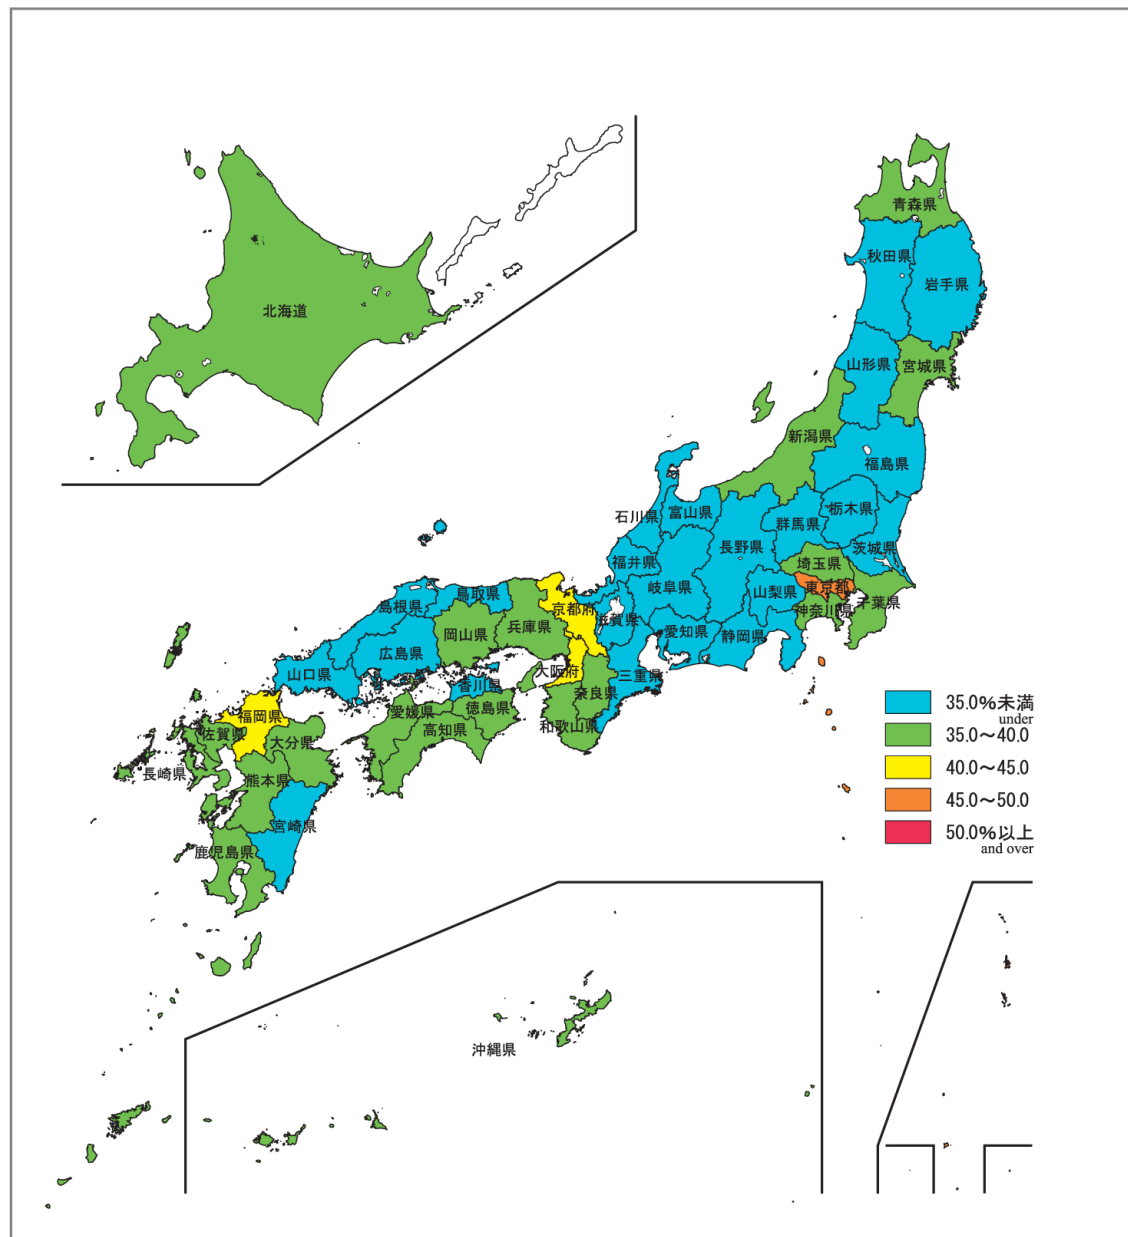 北海道
青森県
秋田県
岩手県
山形県
宮城県
新潟県
福島県
石川県
富山県
栃木県
群馬県
長野県
茨城県
福井県
岐阜県
埼玉県
山梨県
東京都
千葉県
神奈川県
島根県
鳥取県
京都府
滋賀県
愛知県
静岡県
岡山県
兵庫県
広島県
山口県
大阪府
三重県
香川県
奈良県
徳島県
愛媛県
和歌山県
高知県
福岡県
佐賀県
大分県
長崎県
熊本県
宮崎県
鹿児島県
沖縄県
35.0%未満
under
35.0～40.0
40.0～45.0
45.0～50.0
50.0%以上
and over